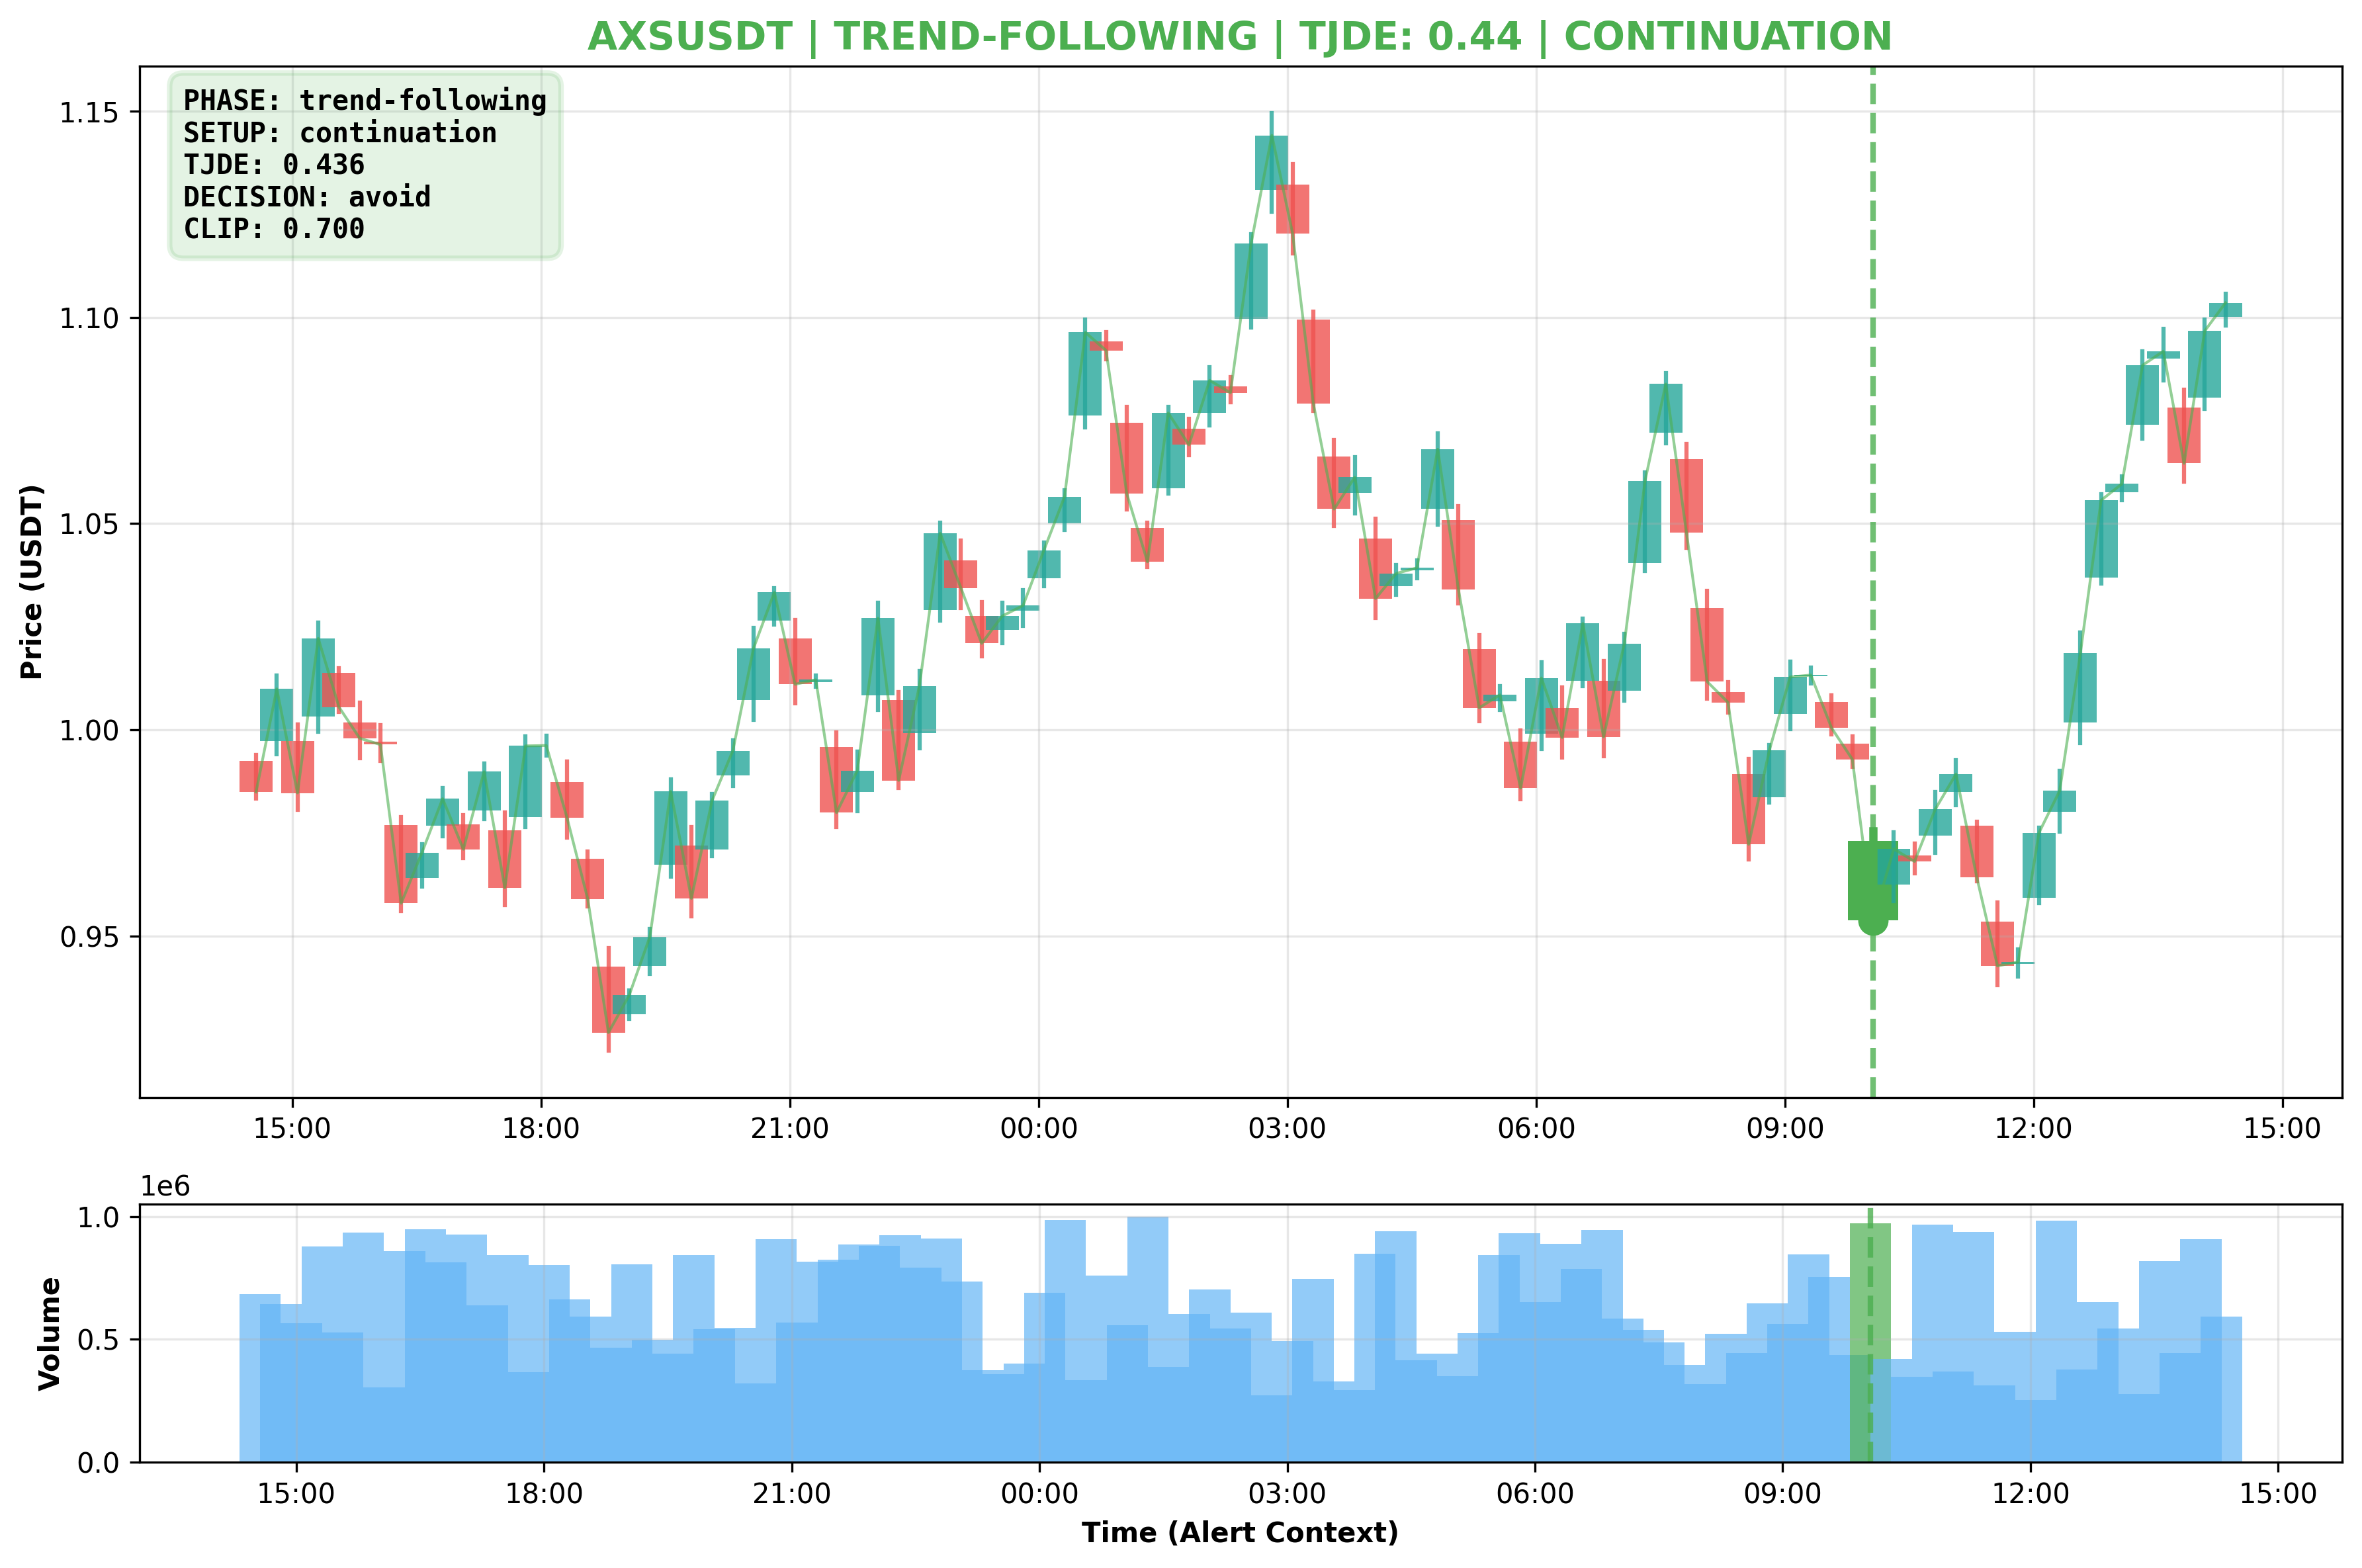 AXSUSDT | TREND-FOLLOWING | TJDE: 0.44 | CONTINUATION
PHASE: trend-following
SETUP: continuation
TJDE: 0.436
DECISION: avoid
CLIP: 0.700
Price (USDT)
1.15
1.10
1.05
1.00
0.95
15:00 18:00 21:00 00:00 03:00 06:00 09:00 12:00 15:00
1e6
Volume
1.0
0.5
0.0
15:00 18:00 21:00 00:00 03:00 06:00 09:00 12:00 15:00
Time (Alert Context)